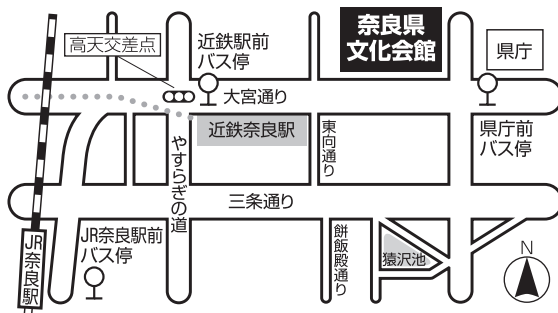 高天交差点
近鉄駅前
バス停
奈良県
文化会館
県庁
大宮通り
近鉄奈良駅
東向通り
県庁前
バス停
やすらぎの道
三条通り
JR奈良駅
JR奈良駅前
バス停
餅飯殿通り
猿沢池
N